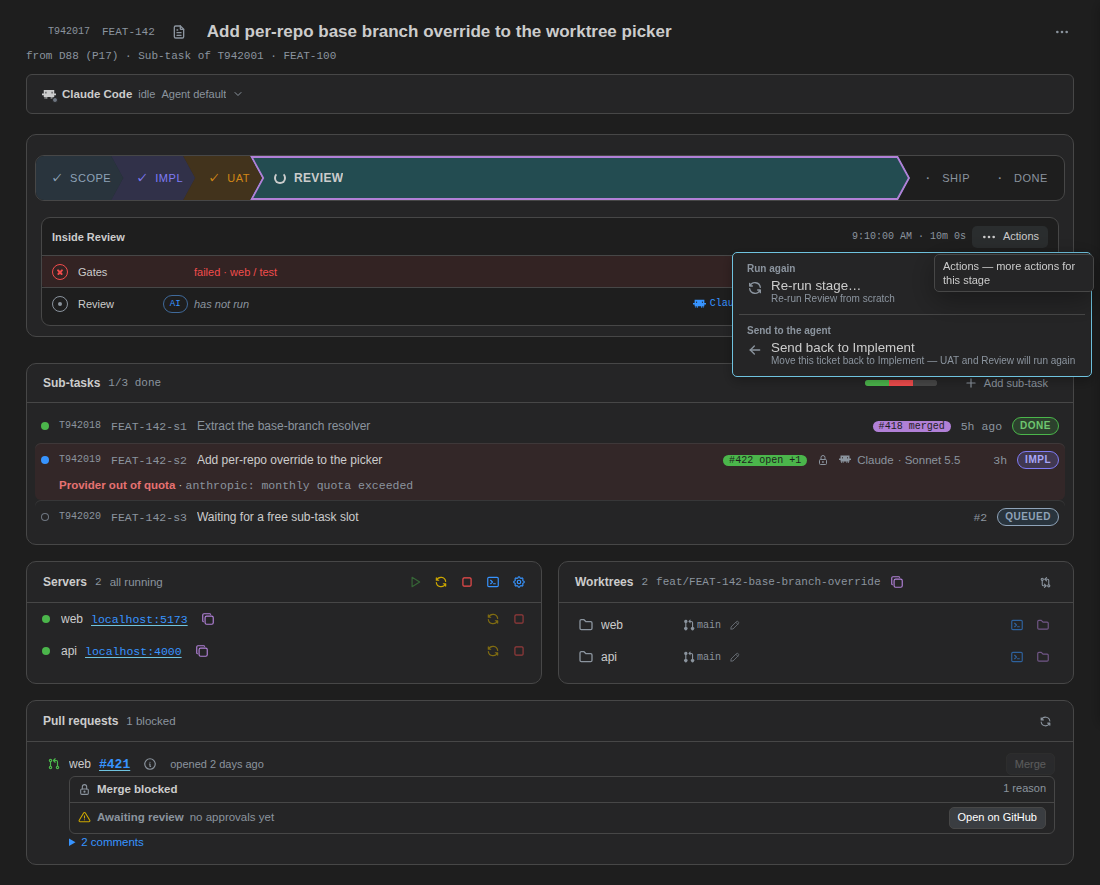 T942017 FEAT-142 Add per-repo base branch override to the worktree picker
from D88 (P17) · Sub-task of T942001 · FEAT-100
Claude Code idle Agent default
SCOPE IMPL UAT REVIEW SHIP DONE
Inside Review 9:10:00 AM · 10m 0s Actions
Gates failed · web / test
Review AI has not run
Run again
Re-run stage…
Re-run Review from scratch
Send to the agent
Send back to Implement
Move this ticket back to Implement — UAT and Review will run again
Actions — more actions for
this stage
Sub-tasks 1/3 done Add sub-task
T942018 FEAT-142-s1 Extract the base-branch resolver #418 merged 5h ago DONE
T942019 FEAT-142-s2 Add per-repo override to the picker #422 open +1 Claude · Sonnet 5.5 3h IMPL
Provider out of quota · anthropic: monthly quota exceeded
T942020 FEAT-142-s3 Waiting for a free sub-task slot #2 QUEUED
Servers 2 all running
web localhost:5173
api localhost:4000
Worktrees 2 feat/FEAT-142-base-branch-override
web main
api main
Pull requests 1 blocked
web #421 opened 2 days ago Merge
Merge blocked 1 reason
Awaiting review no approvals yet Open on GitHub
2 comments